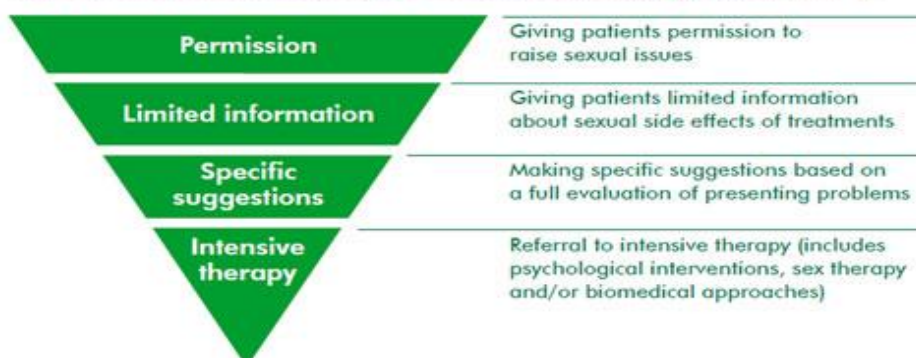 Permission
Giving patients permission to
raise sexual issues
Limited information
Giving patients limited information
about sexual side effects of treatments
Specific
suggestions
Making specific suggestions based on
a full evaluation of presenting problems
Intensive
therapy
Referral to intensive therapy (includes
psychological interventions, sex therapy
and/or biomedical approaches)